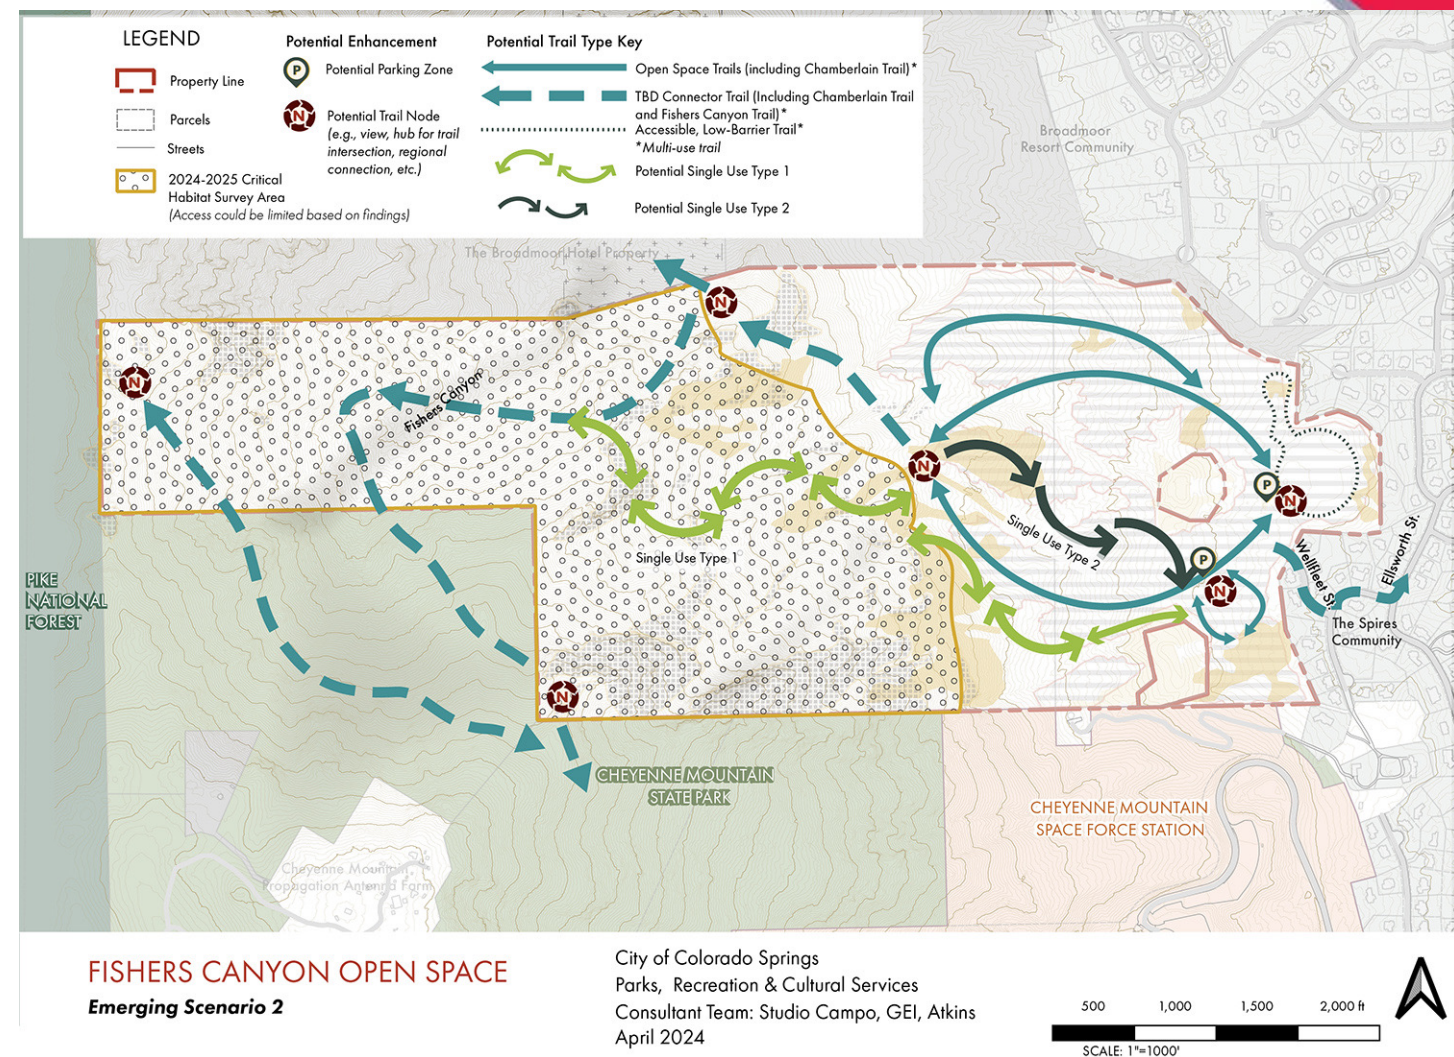 LEGEND
Property Line
Parcels
Streets
2024-2025 Critical
Habitat Survey Area
(Access could be limited based on findings)
Potential Enhancement
P
Potential Parking Zone
N
Potential Trail Node
(e.g., view, hub for trail
intersection, regional
connection, etc.)
Potential Trail Type Key
Open Space Trails (including Chamberlain Trail)*
TBD Connector Trail (Including Chamberlain Trail
and Fishers Canyon Trail)*
Accessible, Low-Barrier Trail*
*Multi-use trail
Potential Single Use Type 1
Potential Single Use Type 2
Broadmoor
Resort Community
The Broadmoor Hotel Property
N
N
Fishers Canyon
N
P
N
Single Use Type 2
Single Use Type 1
P
N
Wellfleet St.
Ellsworth St.
The Spires
Community
PIKE
NATIONAL
FOREST
N
CHEYENNE MOUNTAIN
STATE PARK
CHEYENNE MOUNTAIN
SPACE FORCE STATION
Cheyenne Mountain
Propagation Antenna Farm
FISHERS CANYON OPEN SPACE
Emerging Scenario 2
City of Colorado Springs
Parks, Recreation & Cultural Services
Consultant Team: Studio Campo, GEI, Atkins
April 2024
500 1,000 1,500 2,000 ft
SCALE: 1"=1000'